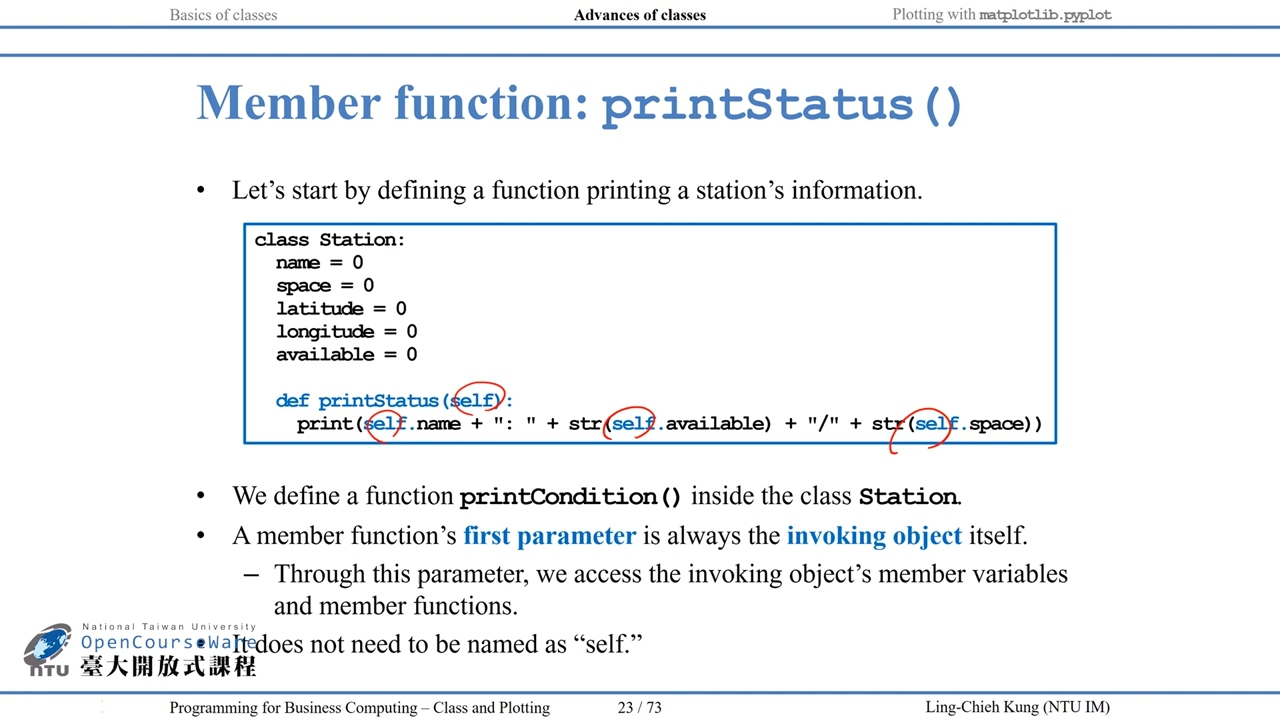 Basics of classes
Advances of classes
Plotting with matplotlib.pyplot
Member function: printStatus()
• Let’s start by defining a function printing a station’s information.
class Station:
name = 0
space = 0
latitude = 0
longitude = 0
available = 0
def printStatus(self):
print(self.name + ": " + str(self.available) + "/" + str(self.space))
• We define a function printCondition() inside the class Station.
• A member function’s first parameter is always the invoking object itself.
– Through this parameter, we access the invoking object’s member variables
and member functions.
• It does not need to be named as “self.”
National Taiwan University
OpenCourseWare
NTU 臺大開放式課程
Programming for Business Computing – Class and Plotting
23 / 73
Ling-Chieh Kung (NTU IM)